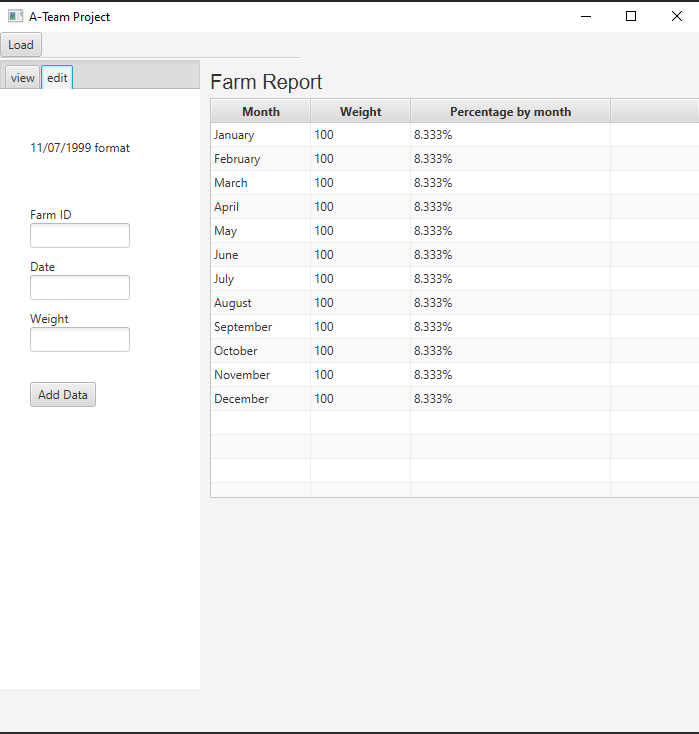 A-Team Project
Load
view edit
11/07/1999 format
Farm ID
Date
Weight
Add Data
Farm Report
Month Weight Percentage by month
January 100 8.333%
February 100 8.333%
March 100 8.333%
April 100 8.333%
May 100 8.333%
June 100 8.333%
July 100 8.333%
August 100 8.333%
September 100 8.333%
October 100 8.333%
November 100 8.333%
December 100 8.333%